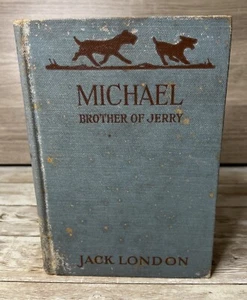 MICHAEL
BROTHER OF JERRY
JACK LONDON